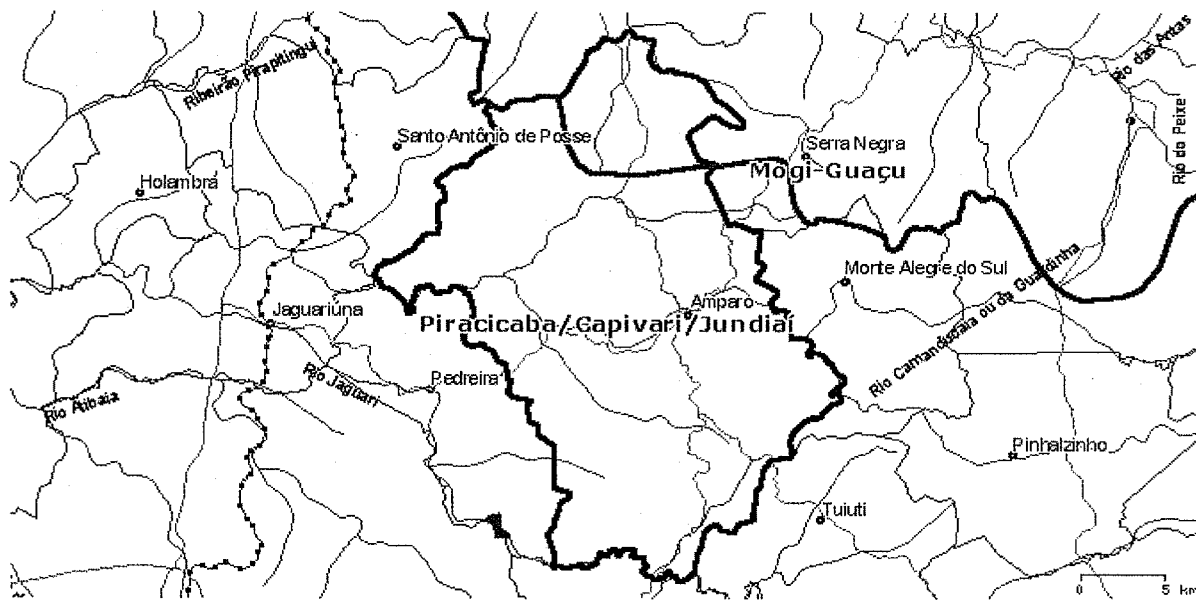 Ribeirão Pirapitingui
Rio das Antas
Santo Antônio de Posse
Serra Negra
Rio do Peixe
Mogi-Guaçu
Holambra
Monte Alegre do Sul
Jaguariúna
Amparo
Piracicaba/Capivari/Jundiaí
Rio Camanducaia ou da Guardinha
Pedreira
Rio Jaguari
Rio Atibaia
Pinhalzinho
Tuiuti
0 5 km